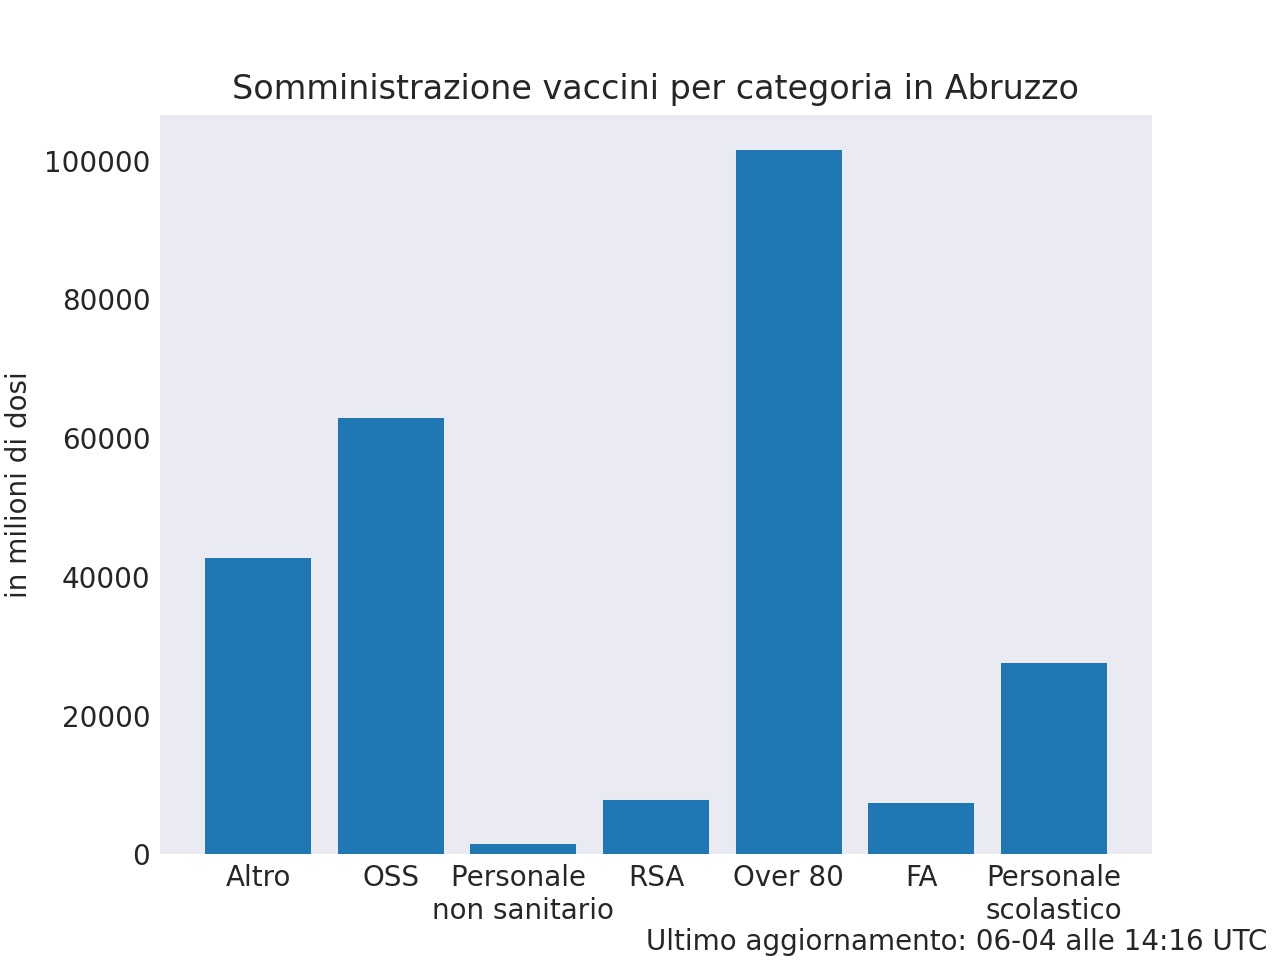 Somministrazione vaccini per categoria in Abruzzo
in milioni di dosi
100000
80000
60000
40000
20000
0
Altro OSS Personale RSA Over 80 FA Personale
non sanitario scolastico
Ultimo aggiornamento: 06-04 alle 14:16 UTC